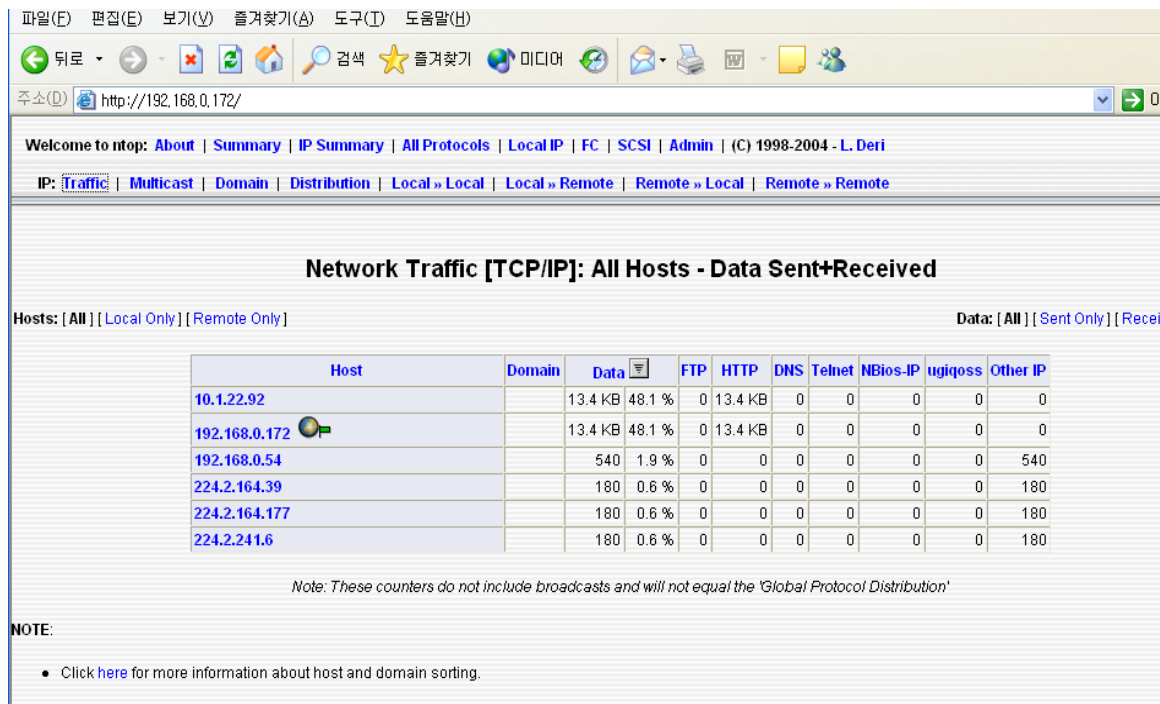 파일(F) 편집(E) 보기(V) 즐겨찾기(A) 도구(T) 도움말(H)
뒤로 검색 즐겨찾기 미디어
주소(D) http://192.168.0.172/
Welcome to ntop: About | Summary | IP Summary | All Protocols | Local IP | FC | SCSI | Admin | (C) 1998-2004 - L. Deri
IP: Traffic | Multicast | Domain | Distribution | Local » Local | Local » Remote | Remote » Local | Remote » Remote
Network Traffic [TCP/IP]: All Hosts - Data Sent+Received
Hosts: [ All ] [ Local Only ] [ Remote Only ] Data: [ All ] [ Sent Only ] [ Recei
Host Domain Data FTP HTTP DNS Telnet NBios-IP ugiqoss Other IP
10.1.22.92 13.4 KB 48.1 % 0 13.4 KB 0 0 0 0 0
192.168.0.172 13.4 KB 48.1 % 0 13.4 KB 0 0 0 0 0
192.168.0.54 540 1.9 % 0 0 0 0 0 0 540
224.2.164.39 180 0.6 % 0 0 0 0 0 0 180
224.2.164.177 180 0.6 % 0 0 0 0 0 0 180
224.2.241.6 180 0.6 % 0 0 0 0 0 0 180
Note: These counters do not include broadcasts and will not equal the 'Global Protocol Distribution'
NOTE:
• Click here for more information about host and domain sorting.